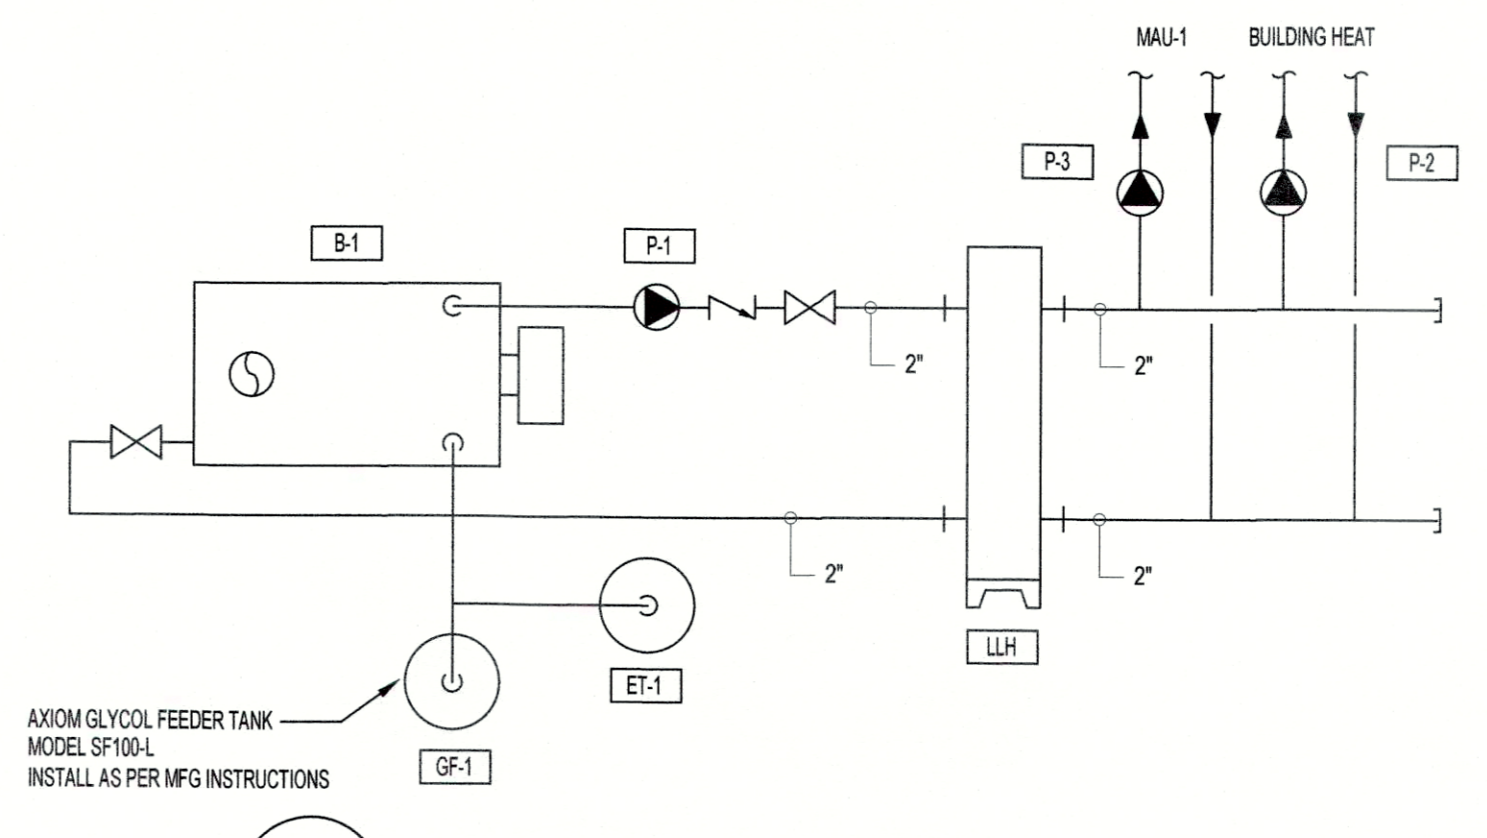 MAU-1 BUILDING HEAT
P-3
P-2
B-1
P-1
2"
2"
2"
2"
LLH
ET-1
AXIOM GLYCOL FEEDER TANK
MODEL SF100-L
INSTALL AS PER MFG INSTRUCTIONS
GF-1